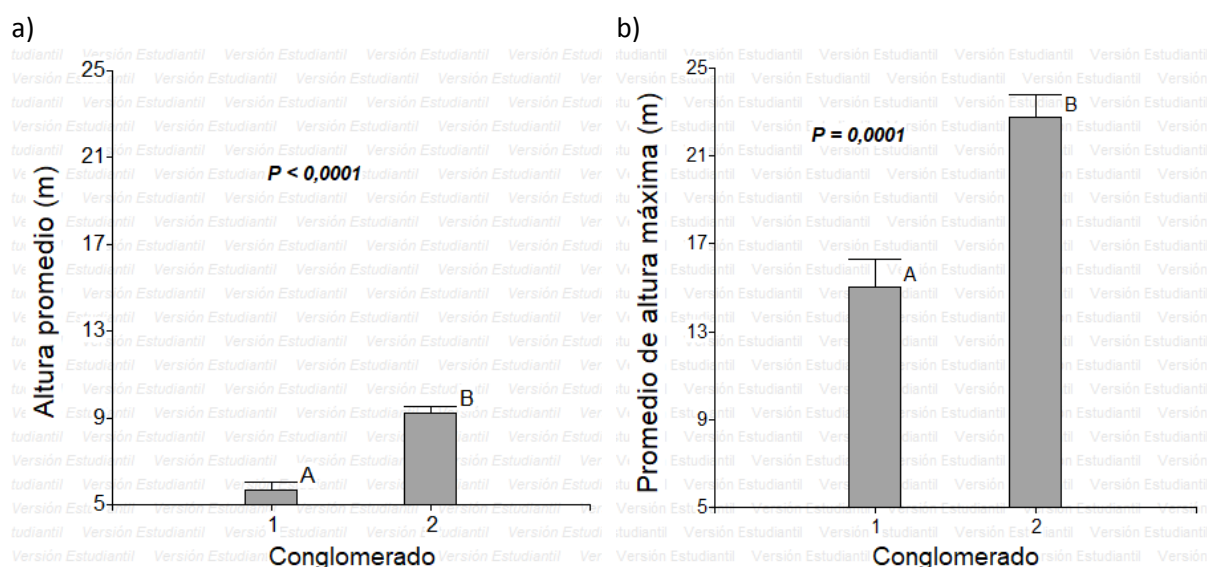 a)
Altura promedio (m)
25
21
17
13
9
5
P < 0,0001
A
B
1
2
Conglomerado
b)
Promedio de altura máxima (m)
25
21
17
13
9
5
P = 0,0001
A
B
1
2
Conglomerado
Versión Estudiantil